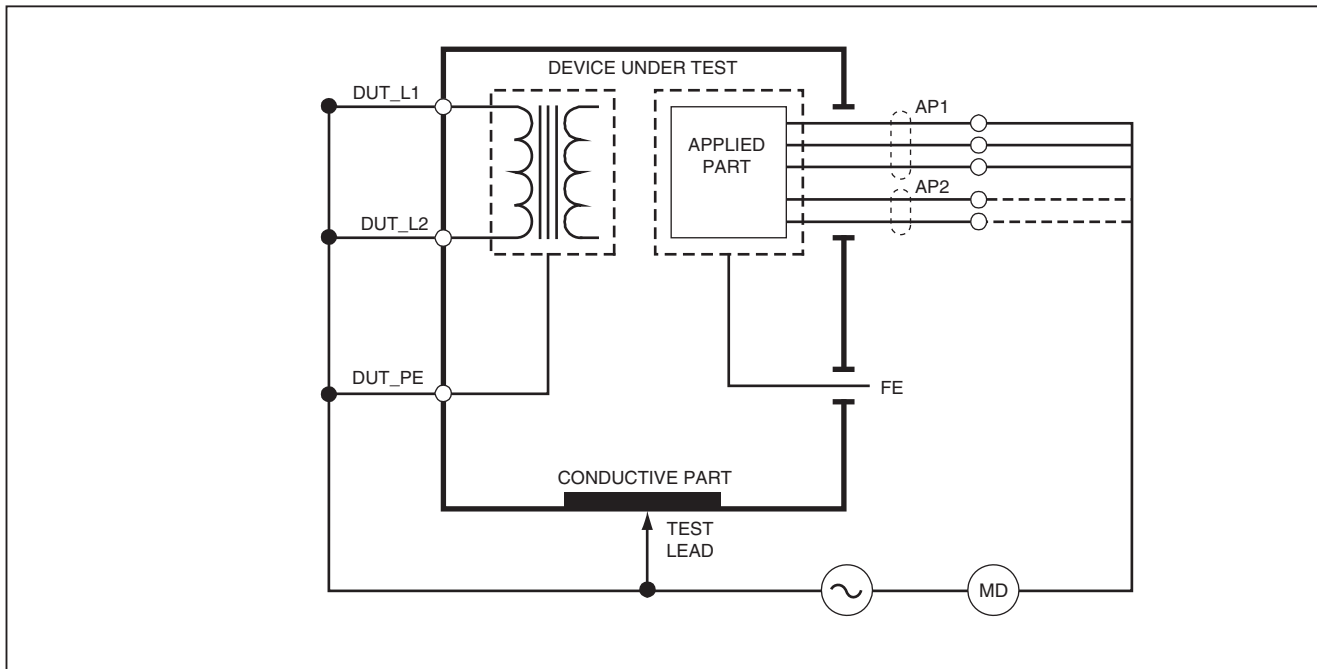 DEVICE UNDER TEST
DUT_L1
AP1
APPLIED
PART
AP2
DUT_L2
DUT_PE
FE
CONDUCTIVE PART
TEST
LEAD
MD